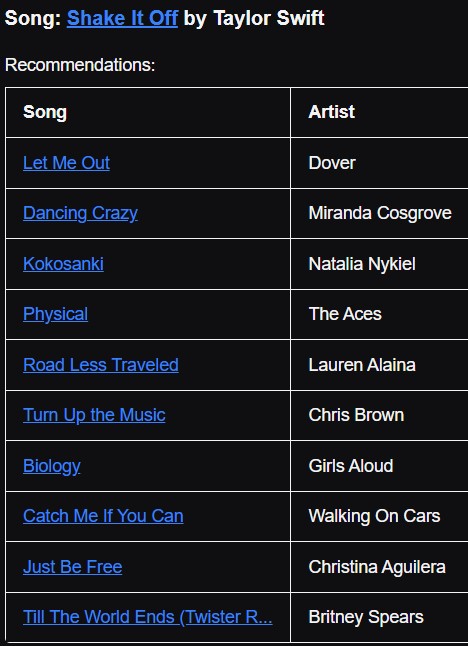 Song: Shake It Off by Taylor Swift
Recommendations:
Song Artist
Let Me Out Dover
Dancing Crazy Miranda Cosgrove
Kokosanki Natalia Nykiel
Physical The Aces
Road Less Traveled Lauren Alaina
Turn Up the Music Chris Brown
Biology Girls Aloud
Catch Me If You Can Walking On Cars
Just Be Free Christina Aguilera
Till The World Ends (Twister R... Britney Spears